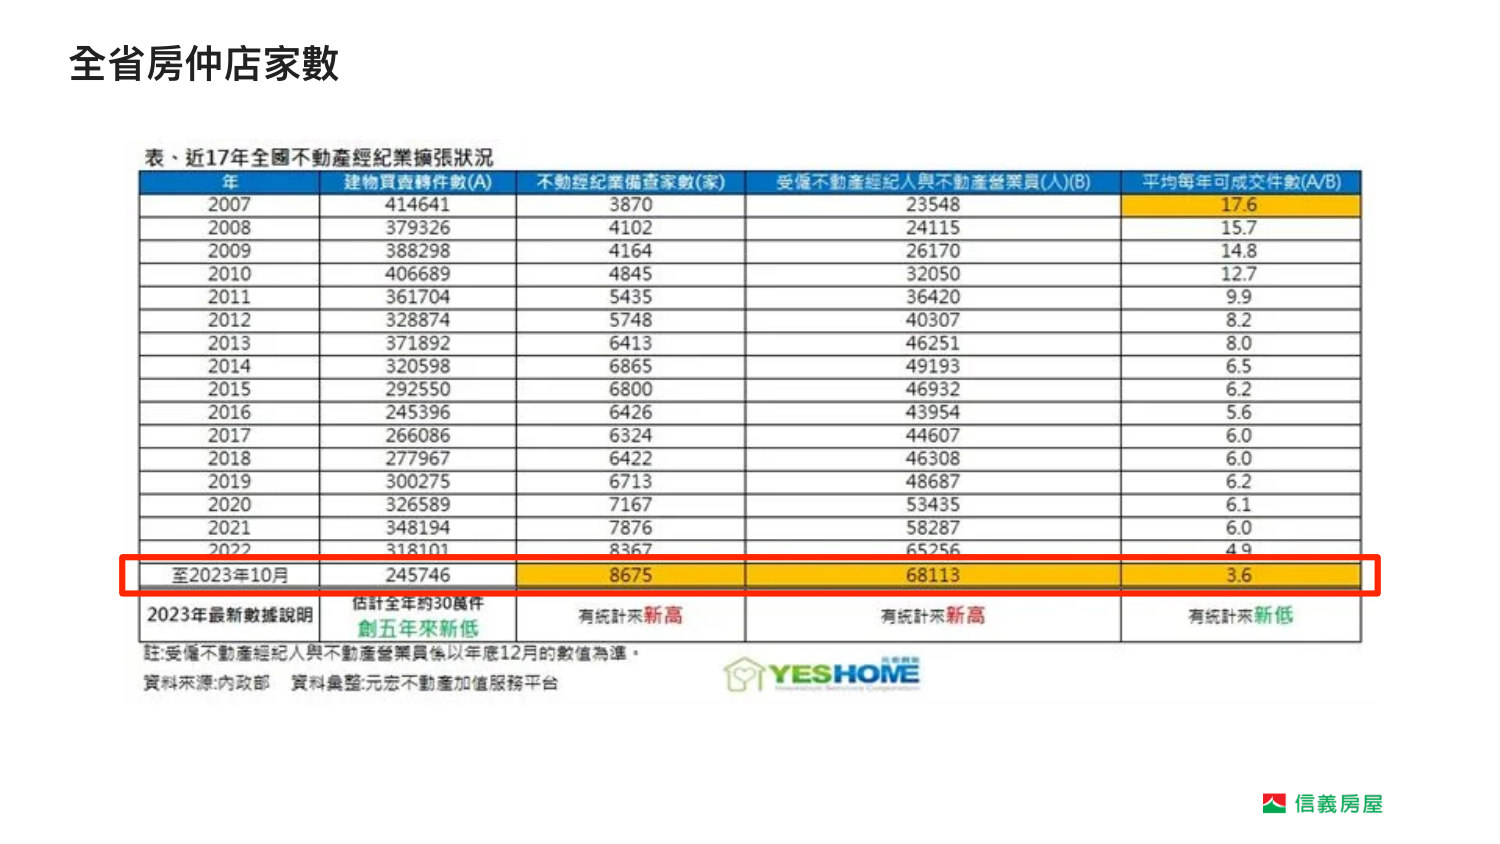 全省房仲店家數
表、近17年全國不動產經紀業擴張狀況
年 建物買賣轉件數(A) 不動經紀業備查家數(家) 受僱不動產經紀人與不動產營業員(人)(B) 平均每年可成交件數(A/B)
2007 414641 3870 23548 17.6
2008 379326 4102 24115 15.7
2009 388298 4164 26170 14.8
2010 406689 4845 32050 12.7
2011 361704 5435 36420 9.9
2012 328874 5748 40307 8.2
2013 371892 6413 46251 8.0
2014 320598 6865 49193 6.5
2015 292550 6800 46932 6.2
2016 245396 6426 43954 5.6
2017 266086 6324 44607 6.0
2018 277967 6422 46308 6.0
2019 300275 6713 48687 6.2
2020 326589 7167 53435 6.1
2021 348194 7876 58287 6.0
2022 318101 8367 65256 4.9
至2023年10月 245746 8675 68113 3.6
2023年最新數據說明 估計全年約30萬件 有統計來新高 有統計來新高 有統計來新低
創五年來新低
註:受僱不動產經紀人與不動產營業員係以年底12月的數值為準。
資料來源:內政部 資料彙整:元宏不動產加值服務平台
YESHOME
信義房屋